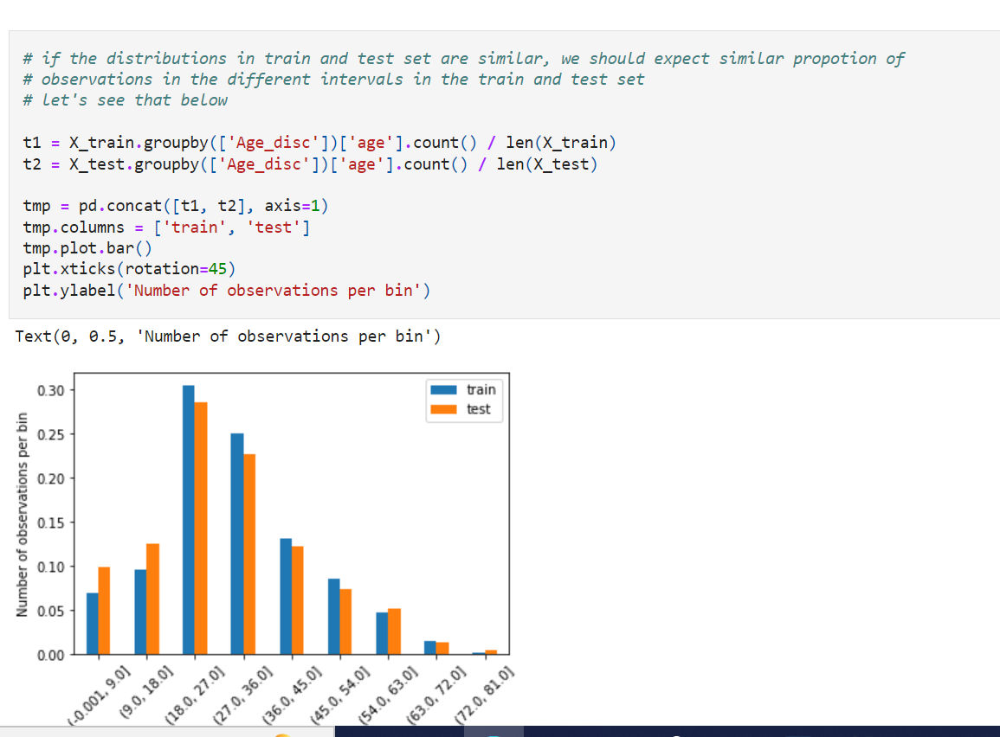 # if the distributions in train and test set are similar, we should expect similar propotion of
# observations in the different intervals in the train and test set
# let's see that below
t1 = X_train.groupby(['Age_disc'])['age'].count() / len(X_train)
t2 = X_test.groupby(['Age_disc'])['age'].count() / len(X_test)
tmp = pd.concat([t1, t2], axis=1)
tmp.columns = ['train', 'test']
tmp.plot.bar()
plt.xticks(rotation=45)
plt.ylabel('Number of observations per bin')
Text(0, 0.5, 'Number of observations per bin')
Number of observations per bin
0.30
0.25
0.20
0.15
0.10
0.05
0.00
train
test
(-0.001, 9.0]
(9.0, 18.0]
(18.0, 27.0]
(27.0, 36.0]
(36.0, 45.0]
(45.0, 54.0]
(54.0, 63.0]
(63.0, 72.0]
(72.0, 81.0]